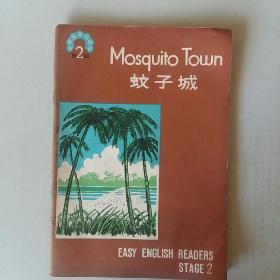 2
Mosquito Town
蚊子城
EASY ENGLISH READERS
STAGE 2